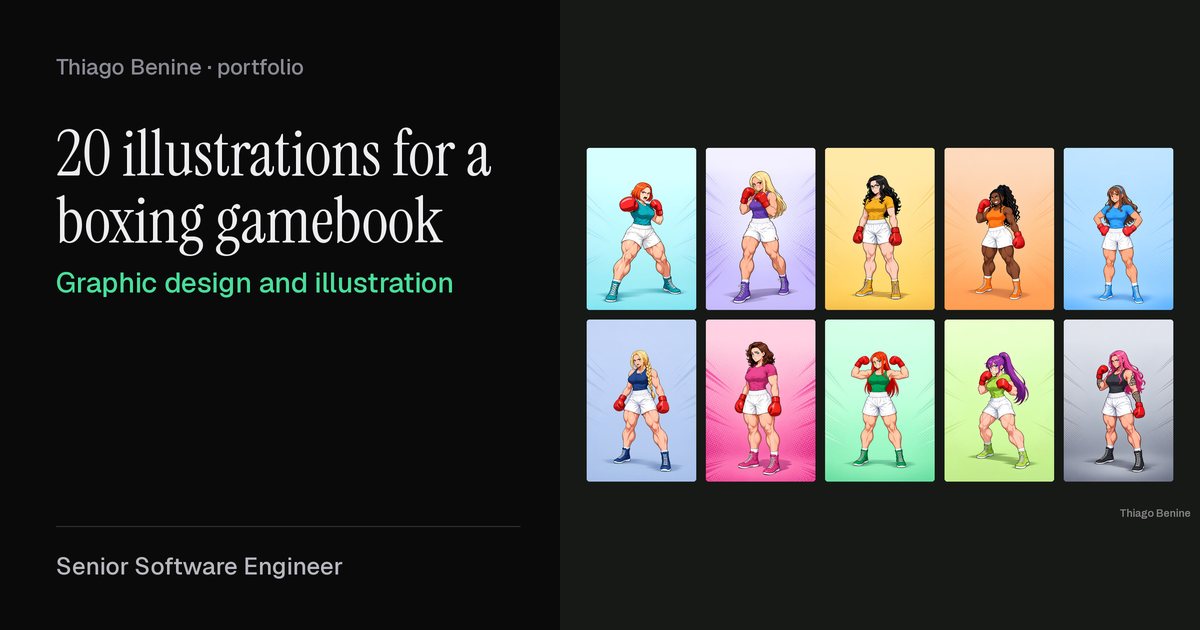 Thiago Benine · portfolio
20 illustrations for a
boxing gamebook
Graphic design and illustration
Senior Software Engineer
Thiago Benine